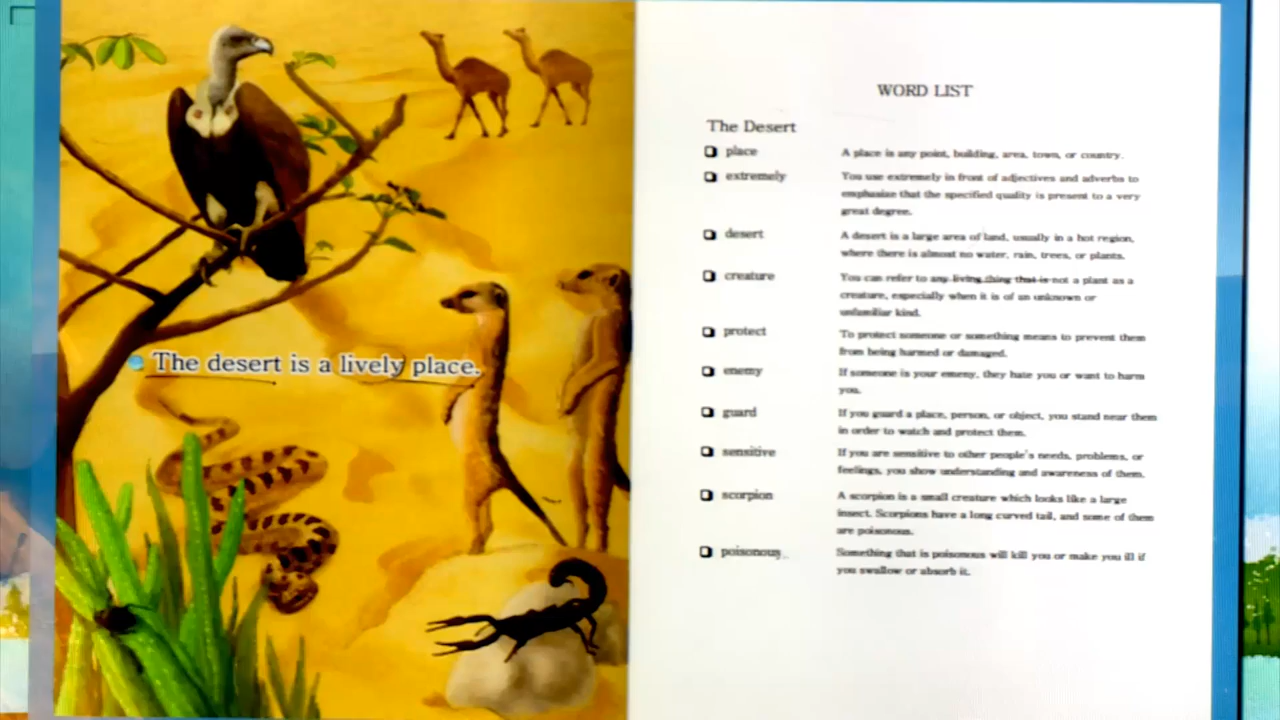 The desert is a lively place.
WORD LIST
The Desert
place A place is any point, building, area, town, or country.
extremely You use extremely in front of adjectives and adverbs to
emphasize that the specified quality is present to a very
great degree.
desert A desert is a large area of land, usually in a hot region,
where there is almost no water, rain, trees, or plants.
creature You can refer to any living thing that is not a plant as a
creature, especially when it is of an unknown or
unfamiliar kind.
protect To protect someone or something means to prevent them
from being harmed or damaged.
enemy If someone is your emeny, they hate you or want to harm
you.
guard If you guard a place, person, or object, you stand near them
in order to watch and protect them.
sensitive If you are sensitive to other people's needs, problems, or
feelings, you show understanding and awareness of them.
scorpion A scorpion is a small creature which looks like a large
insect. Scorpions have a long curved tail, and some of them
are poisonous.
poisonous Something that is poisonous will kill you or make you ill if
you swallow or absorb it.